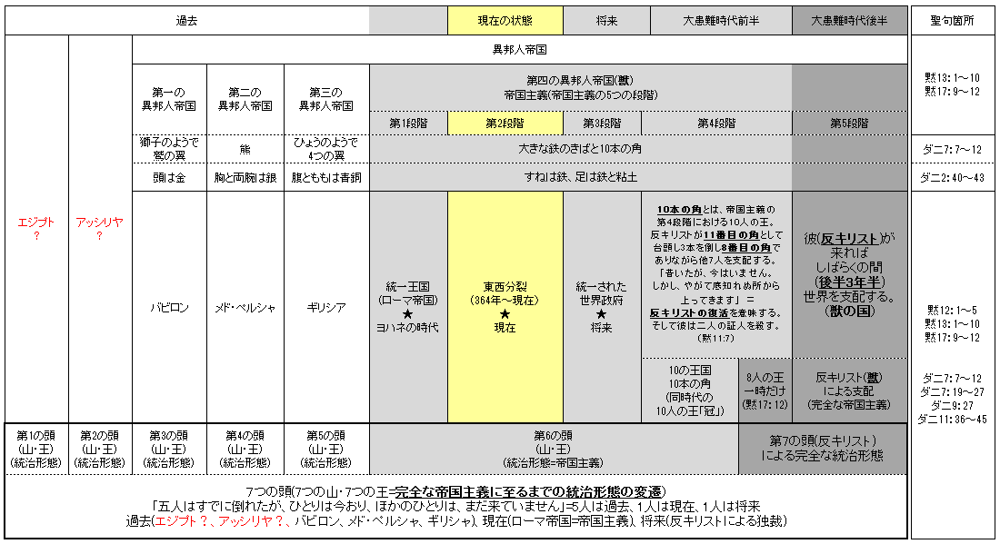 過去
現在の状態
将来
大患難時代前半
大患難時代後半
聖句箇所
異邦人帝国
第一の
異邦人帝国
第二の
異邦人帝国
第三の
異邦人帝国
第四の異邦人帝国(獣)
帝国主義(帝国主義の5つの段階)
黙13:1～10
黙17:9～12
第1段階
第2段階
第3段階
第4段階
第5段階
獅子のようで
鷲の翼
熊
ひょうのようで
4つの翼
大きな鉄のきばと10本の角
ダニ7:7～12
頭は金
胸と両腕は銀
腹とももは青銅
すねは鉄、足は鉄と粘土
ダニ2:40～43
エジプト
?
アッシリヤ
?
バビロン
メド・ペルシャ
ギリシア
統一王国
(ローマ帝国)
★
ヨハネの時代
東西分裂
(364年～現在)
★
現在
統一された
世界政府
★
将来
10本の角とは、帝国主義の
第4段階における10人の王。
反キリストが11番目の角として
台頭し3本を倒し8番目の角で
ありながら他7人を支配する。
「昔いたが、今はいません。
しかし、やがて底知れぬ所から
上ってきます」 =
反キリストの復活を意味する。
そして彼は二人の証人を殺す。
(黙11:7)
彼(反キリスト)が
来れば
しばらくの間
(後半3年半)
世界を支配する。
(獣の国)
黙12:1～5
黙13:1～10
黙17:9～12
10の王国
10本の角
(同時代の
10人の王「冠」)
8人の王
一時だけ
(黙17:12)
反キリスト(獣)
による支配
(完全な帝国主義)
ダニ7:7～12
ダニ7:19～27
ダニ9:27
ダニ11:36～45
第1の頭
(山・王)
(統治形態)
第2の頭
(山・王)
(統治形態)
第3の頭
(山・王)
(統治形態)
第4の頭
(山・王)
(統治形態)
第5の頭
(山・王)
(統治形態)
第6の頭
(山・王)
(統治形態=帝国主義)
第7の頭(反キリスト)
による完全な統治形態
7つの頭(7つの山・7つの王=完全な帝国主義に至るまでの統治形態の変遷)
「五人はすでに倒れたが、ひとりは今おり、ほかのひとりは、まだ来ていません」=5人は過去、1人は現在、1人は将来
過去(エジプト?、アッシリヤ?、バビロン、メド・ペルシャ、ギリシャ)、現在(ローマ帝国=帝国主義)、将来(反キリストによる独裁)